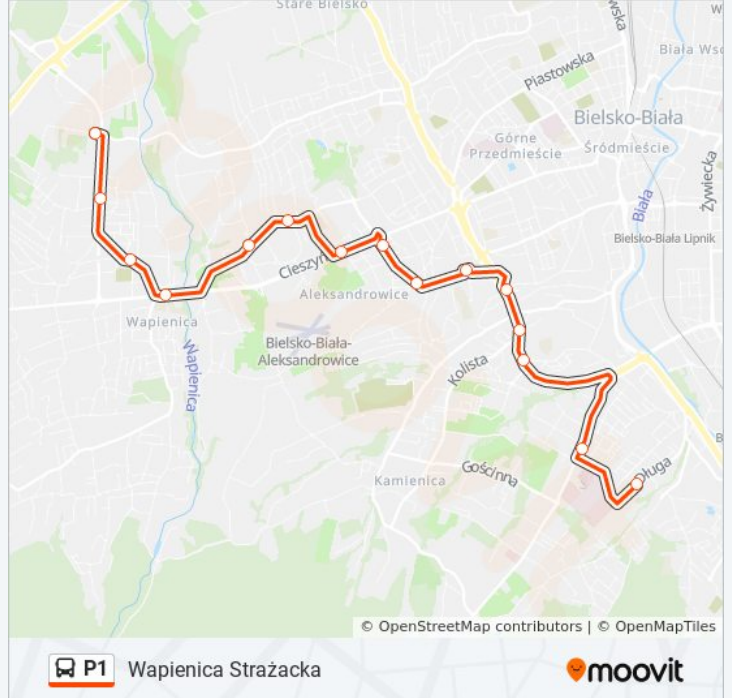 Stare Bielsko
wska
W
Biała Wsc
Piastowska
Bielsko-Biała
Górne
Przedmieście
Śródmieście
Żywiecka
Biała
Bielsko-Biała Lipnik
Cieszyń
Aleksandrowice
Wapienica
Bielsko-Biała-
Aleksandrowice
Wapienica
Kolista
B
Gościnna
Długa
Kamienica
© OpenStreetMap contributors | © OpenMapTiles
P1 Wapienica Strażacka
moovit